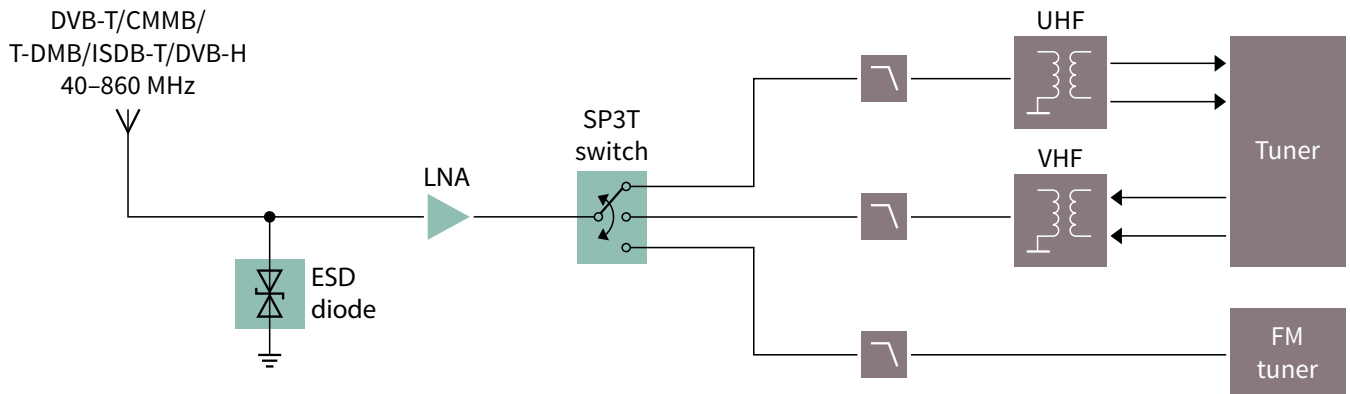 DVB-T/CMMB/
T-DMB/ISDB-T/DVB-H
40–860 MHz
ESD
diode
LNA
SP3T
switch
UHF
VHF
Tuner
FM
tuner